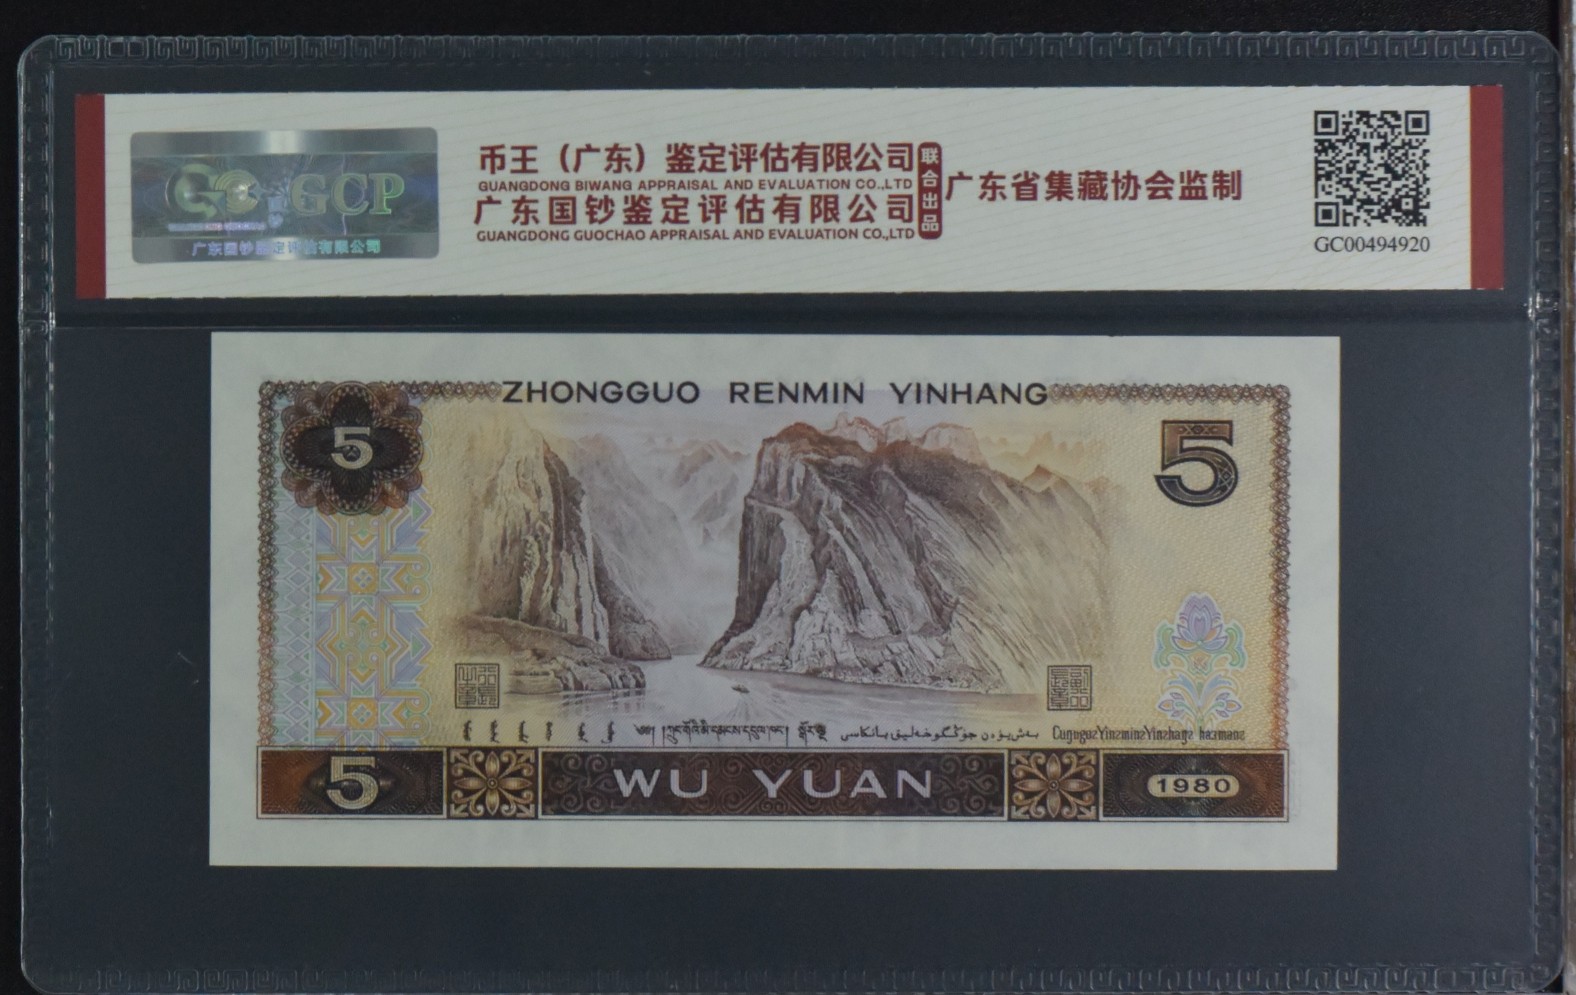 GCP
广东国钞鉴定评估有限公司
币王（广东）鉴定评估有限公司
GUANGDONG BIWANG APPRAISAL AND EVALUATION CO.,LTD
广东国钞鉴定评估有限公司
GUANGDONG GUOCHAO APPRAISAL AND EVALUATION CO.,LTD
联合出品
广东省集藏协会监制
GC00494920
ZHONGGUO RENMIN YINHANG
5
5
5
WU YUAN
1980